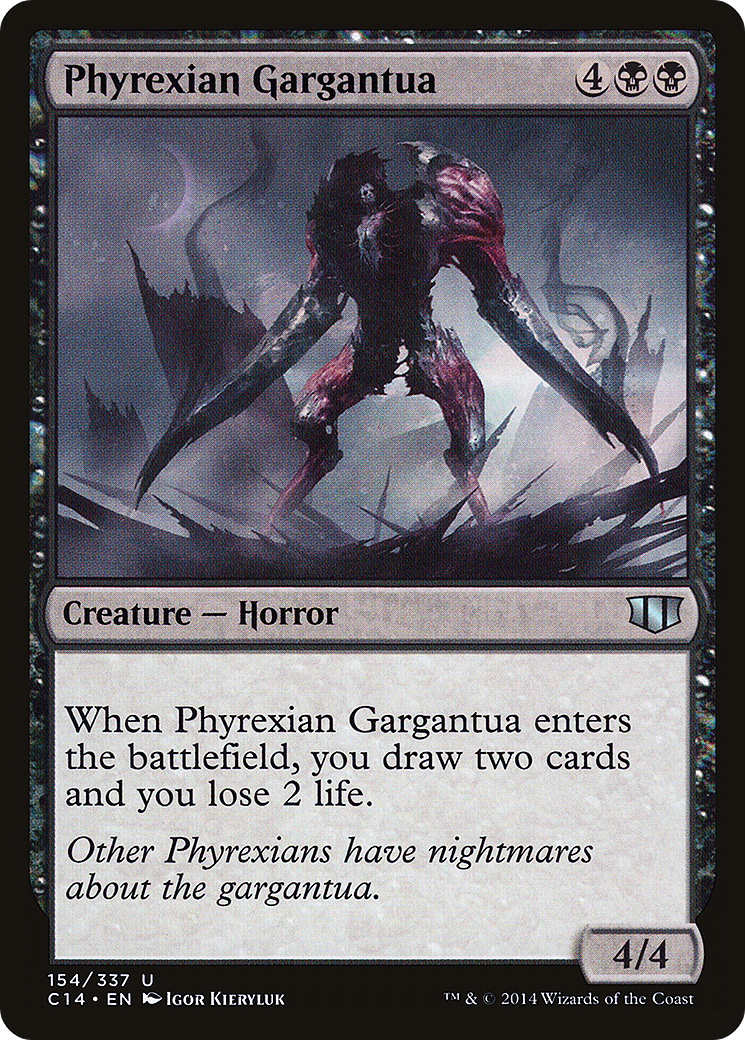 Phyrexian Gargantua 4
Creature — Horror
When Phyrexian Gargantua enters
the battlefield, you draw two cards
and you lose 2 life.
Other Phyrexians have nightmares
about the gargantua.
4/4
154/337 U
C14 • EN Igor Kieryluk
™ & © 2014 Wizards of the Coast